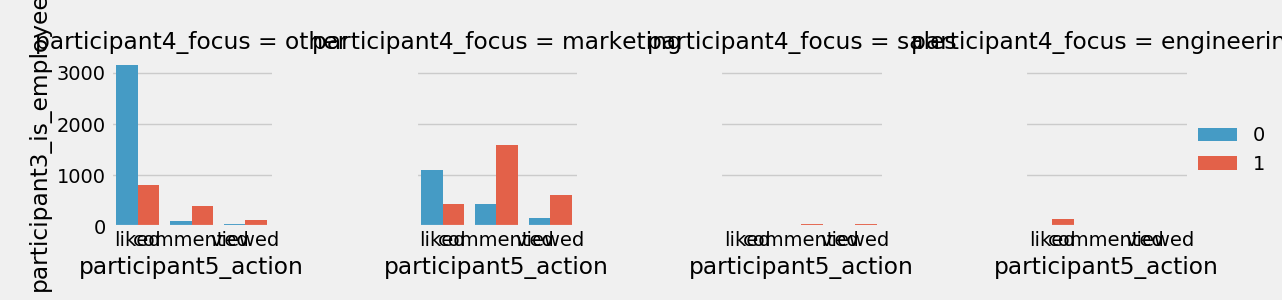 participant4_focus = other
participant4_focus = marketing
participant4_focus = sales
participant4_focus = engineerin
participant3_is_employee
3000
2000
1000
0
liked
commented
viewed
liked
commented
viewed
liked
commented
viewed
liked
commented
viewed
participant5_action
participant5_action
participant5_action
participant5_action
0
1